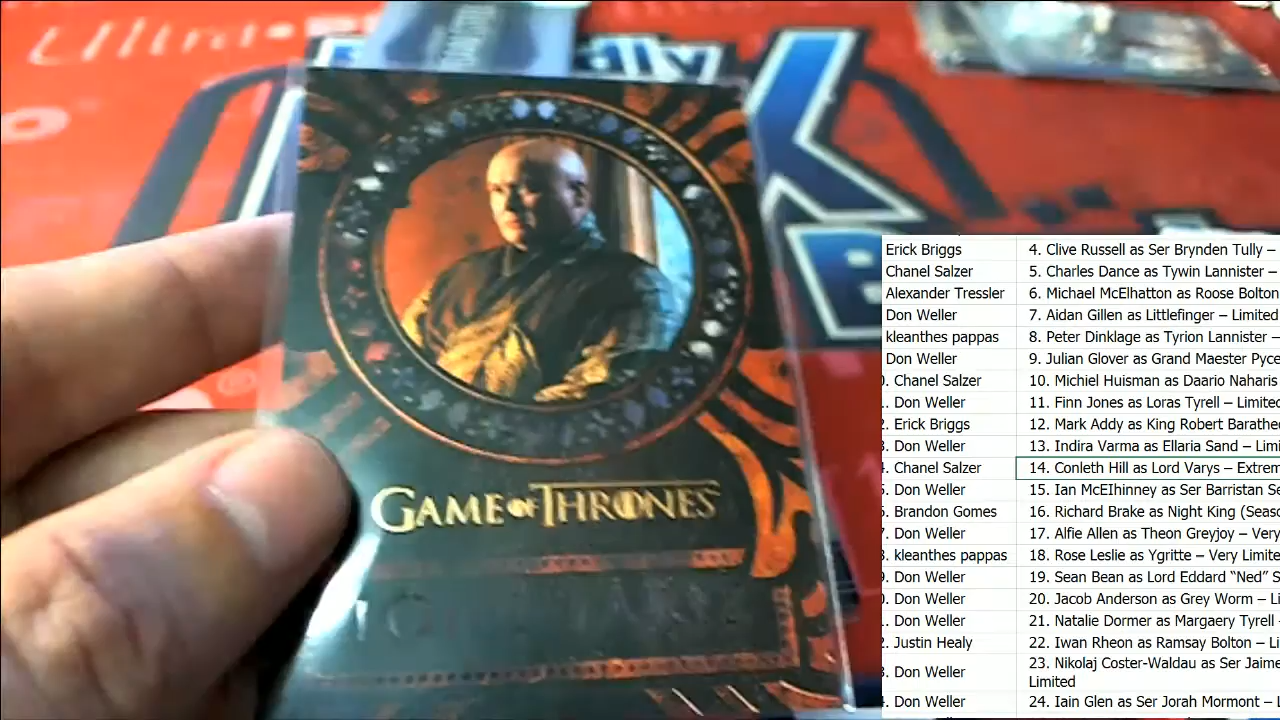 Ultra
GAME OF THRONES
Erick Briggs 4. Clive Russell as Ser Brynden Tully –
Chanel Salzer 5. Charles Dance as Tywin Lannister –
Alexander Tressler 6. Michael McElhatton as Roose Bolton
Don Weller 7. Aidan Gillen as Littlefinger – Limited
kleanthes pappas 8. Peter Dinklage as Tyrion Lannister –
Don Weller 9. Julian Glover as Grand Maester Pyce
Chanel Salzer 10. Michiel Huisman as Daario Naharis
Don Weller 11. Finn Jones as Loras Tyrell – Limited
Erick Briggs 12. Mark Addy as King Robert Barathe
Don Weller 13. Indira Varma as Ellaria Sand – Limi
Chanel Salzer 14. Conleth Hill as Lord Varys – Extrem
Don Weller 15. Ian McEIhinney as Ser Barristan Se
Brandon Gomes 16. Richard Brake as Night King (Seaso
Don Weller 17. Alfie Allen as Theon Greyjoy – Very
kleanthes pappas 18. Rose Leslie as Ygritte – Very Limite
Don Weller 19. Sean Bean as Lord Eddard “Ned” S
Don Weller 20. Jacob Anderson as Grey Worm – Li
Don Weller 21. Natalie Dormer as Margaery Tyrell -
Justin Healy 22. Iwan Rheon as Ramsay Bolton – Li
Don Weller 23. Nikolaj Coster-Waldau as Ser Jaime
Limited
Don Weller 24. Iain Glen as Ser Jorah Mormont – L